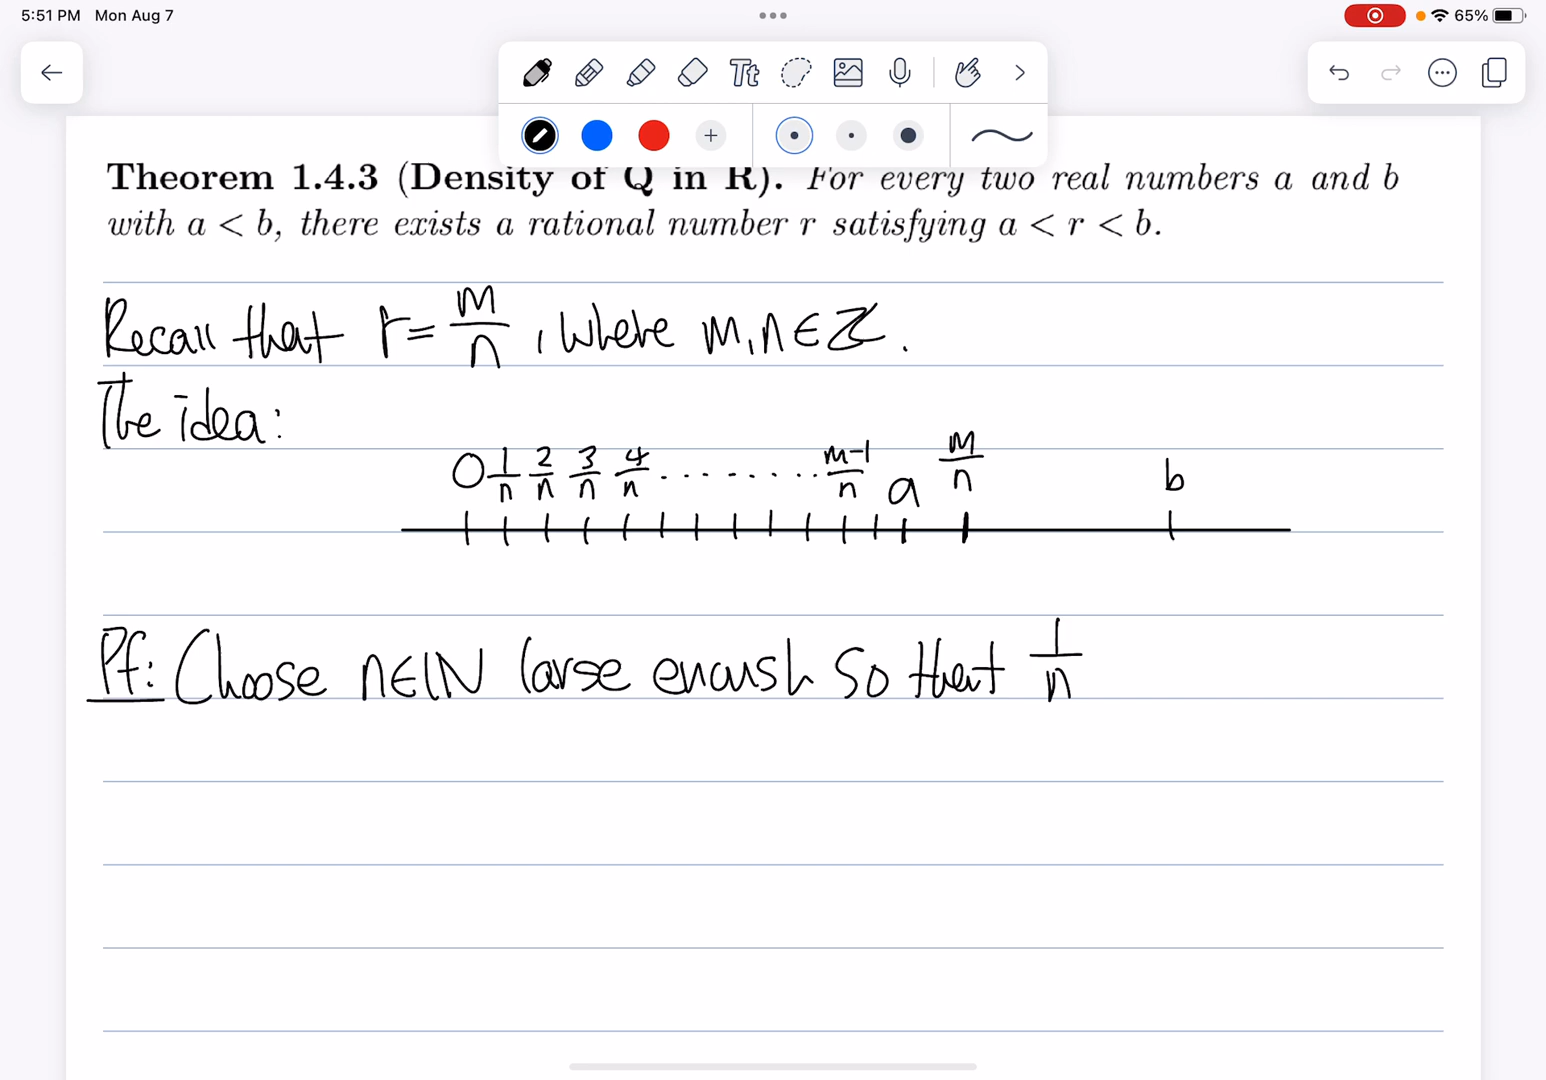 5:51 PM Mon Aug 7
65%
Tt
Theorem 1.4.3 (Density of Q in R). For every two real numbers a and b
with a < b, there exists a rational number r satisfying a < r < b.
Recall that r = m/n, where m, n ∈ ℤ.
The idea:
0 1/n 2/n 3/n 4/n ......... m-1/n a m/n b
Pf: Choose n∈ℕ large enough so that 1/n